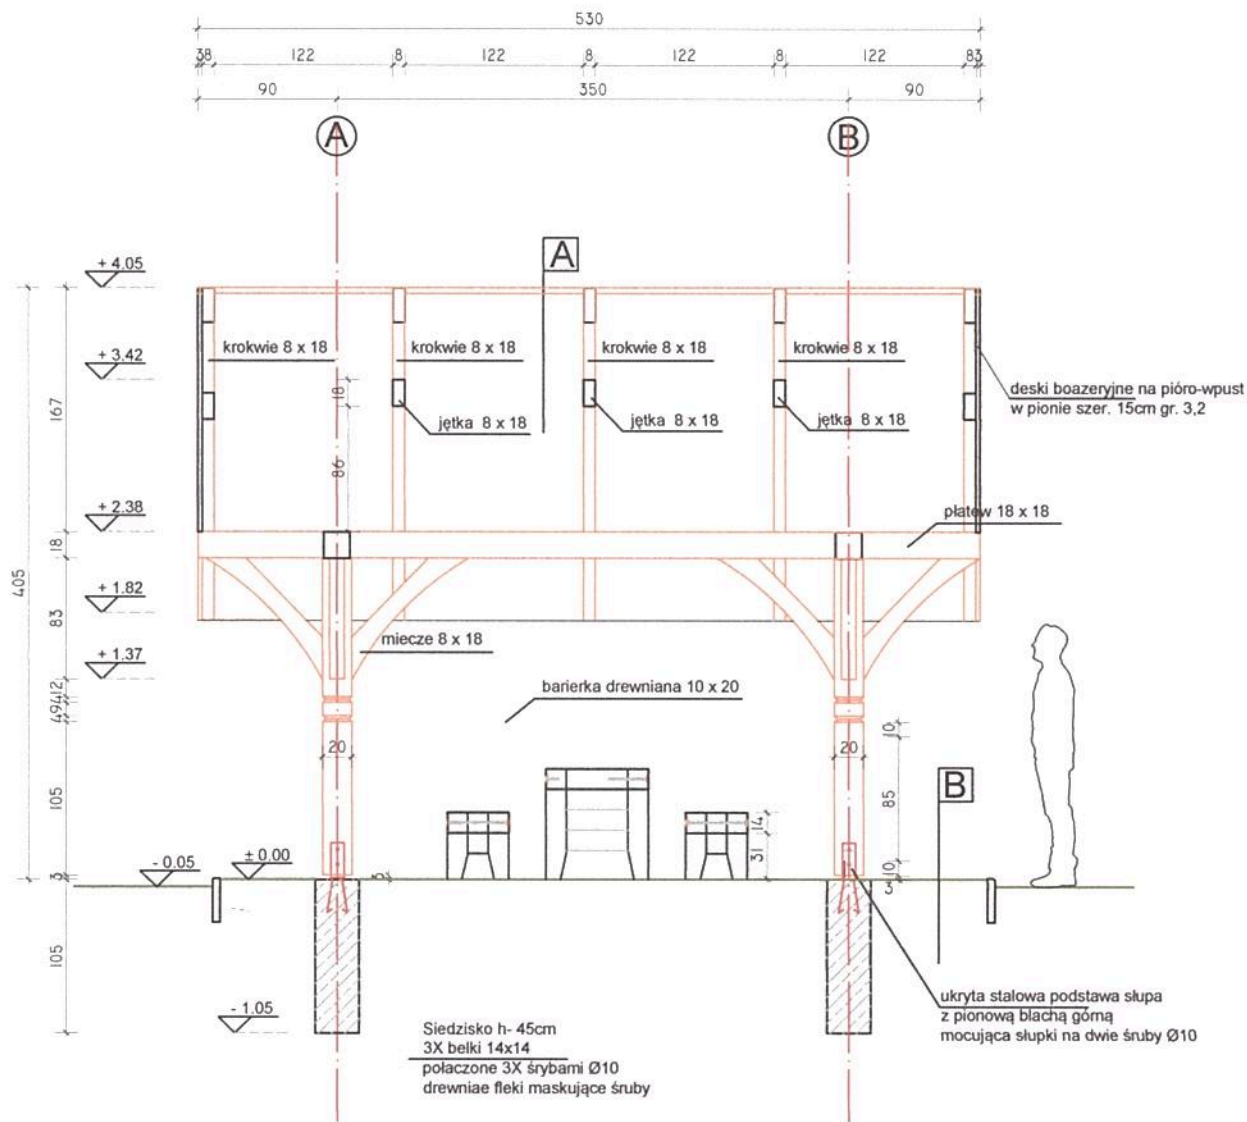 530
38 122 8 122 8 122 8 122 83
90 350 90
A B
A
+ 4.05
krokwie 8 x 18 krokwie 8 x 18 krokwie 8 x 18 krokwie 8 x 18
+ 3.42
18
deski boazeryjne na pióro-wpust
w pionie szer. 15cm gr. 3,2
167
jętka 8 x 18 jętka 8 x 18 jętka 8 x 18
86
+ 2.38
płatew 18 x 18
18
405
+ 1.82
83
miecze 8 x 18
+ 1.37
barierka drewniana 10 x 20
49412
10
20 20
105
85
B
14
31
- 0.05
± 0.00
10
3 3 3
105
- 1.05
ukryta stalowa podstawa słupa
z pionową blachą górną
mocująca słupki na dwie śruby Ø10
Siedzisko h- 45cm
3X belki 14x14
połaczone 3X śrybami Ø10
drewniae fleki maskujące śruby